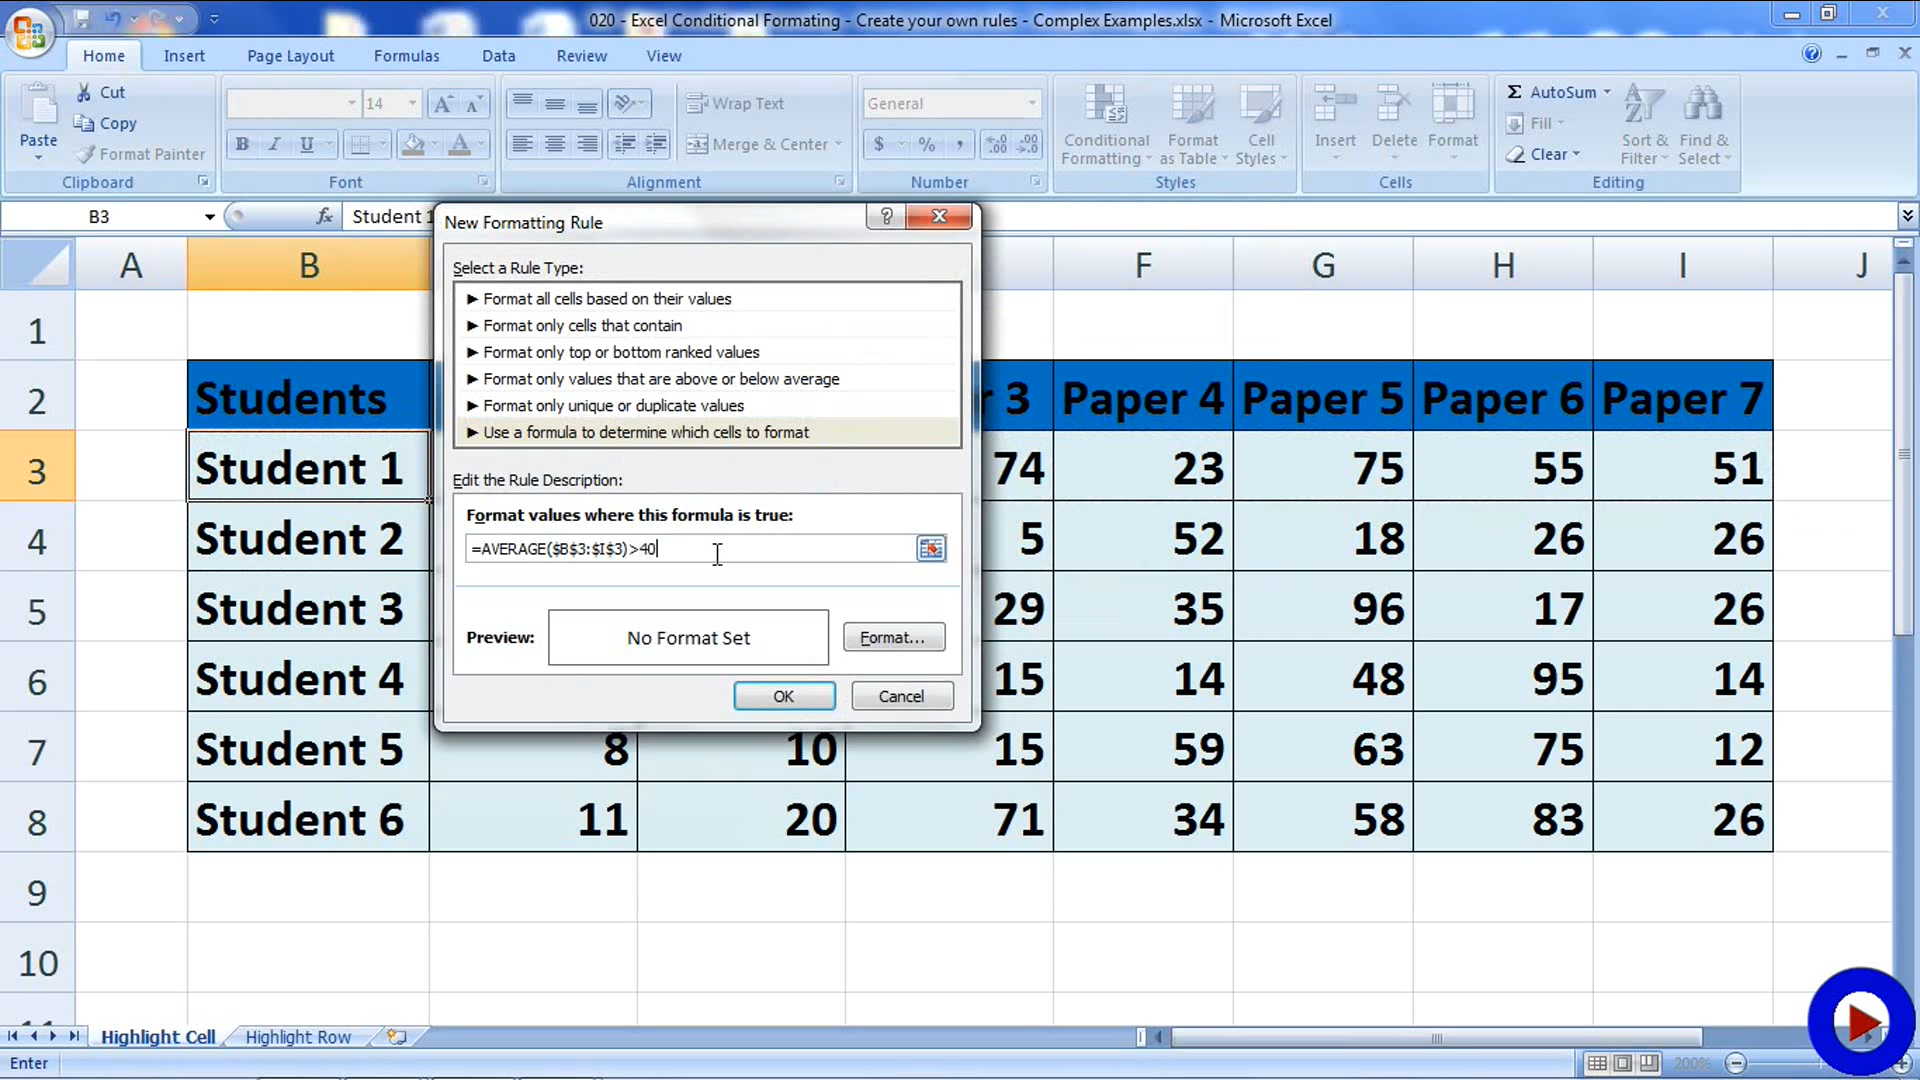 020 - Excel Conditional Formating - Create your own rules - Complex Examples.xlsx - Microsoft Excel
Home Insert Page Layout Formulas Data Review View
Paste
Cut
Copy
Format Painter
Clipboard
14
Font
Wrap Text
Merge & Center
Alignment
General
$ % ,
Number
Conditional Formatting
Format as Table
Cell Styles
Styles
Insert Delete Format
Cells
Σ AutoSum
Fill
Clear
Sort & Filter
Find & Select
Editing
B3 fx Student 1
New Formatting Rule
Select a Rule Type:
► Format all cells based on their values
► Format only cells that contain
► Format only top or bottom ranked values
► Format only values that are above or below average
► Format only unique or duplicate values
► Use a formula to determine which cells to format
Edit the Rule Description:
Format values where this formula is true:
=AVERAGE($B$3:$I$3)>40
Preview: No Format Set Format...
OK Cancel
A B F G H I J
1
2 Students r 3 Paper 4 Paper 5 Paper 6 Paper 7
3 Student 1 74 23 75 55 51
4 Student 2 5 52 18 26 26
5 Student 3 29 35 96 17 26
6 Student 4 15 14 48 95 14
7 Student 5 8 10 15 59 63 75 12
8 Student 6 11 20 71 34 58 83 26
9
10
Highlight Cell Highlight Row
Enter 200%